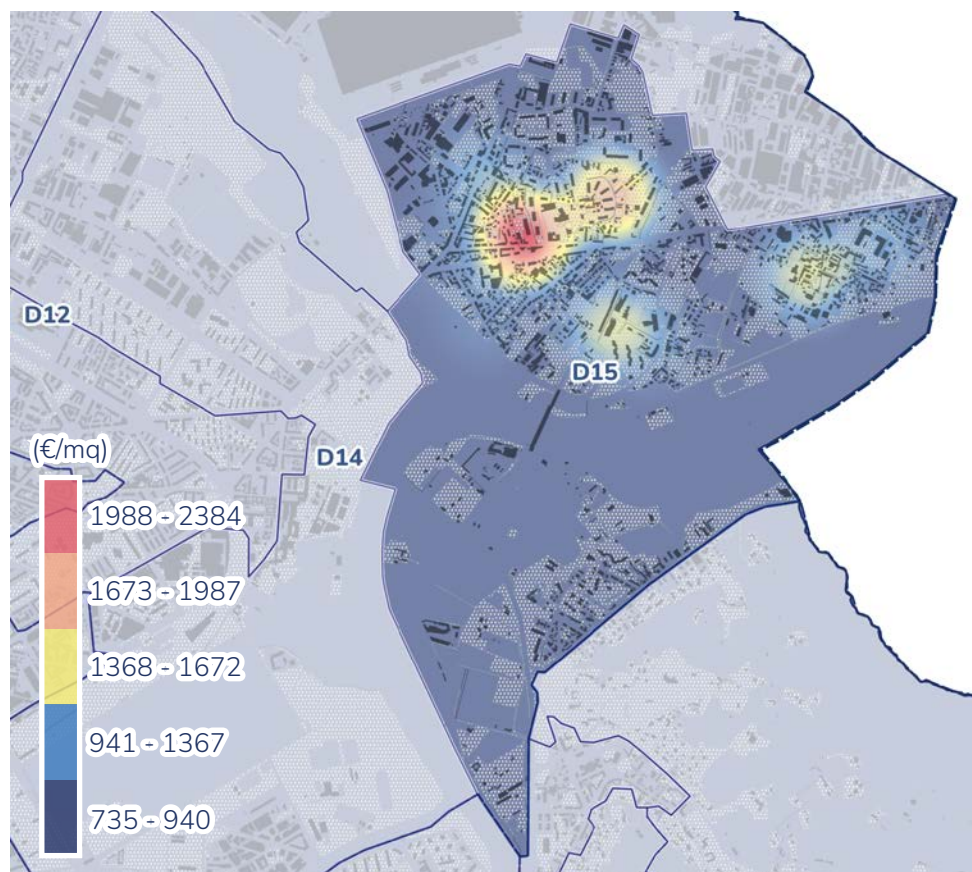 D12
D15
D14
(€/mq)
1988 - 2384
1673 - 1987
1368 - 1672
941 - 1367
735 - 940